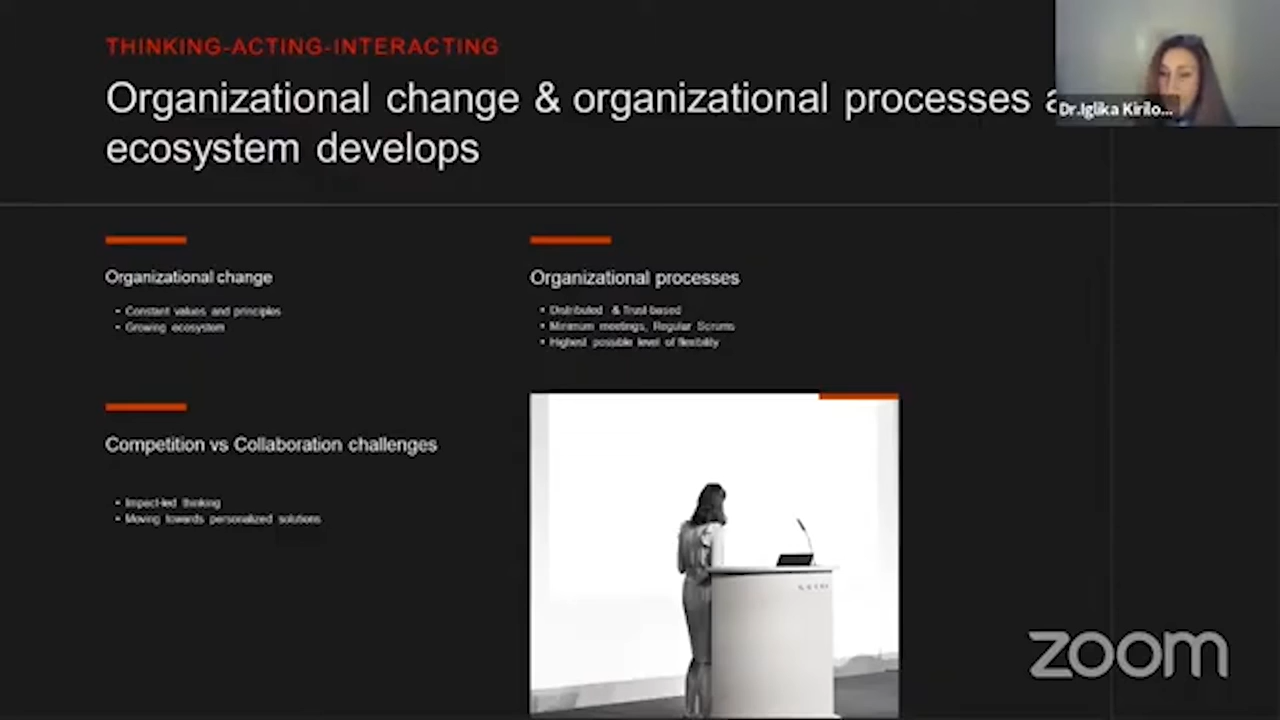 THINKING-ACTING-INTERACTING
Organizational change & organizational processes a
ecosystem develops
Dr.Iglika Kirilo...
Organizational change
• Constant values and principles
• Growing ecosystem
Organizational processes
• Distributed & Trust-based
• Minimum meetings, Regular Scrums
• Highest possible level of flexibility
Competition vs Collaboration challenges
• Impact-led thinking
• Moving towards personalized solutions
zoom